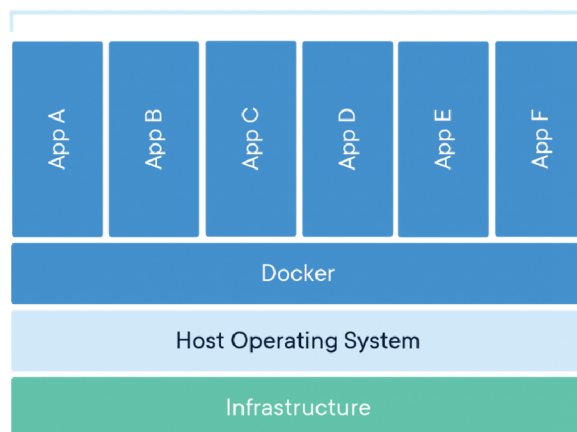 App A
App B
App C
App D
App E
App F
Docker
Host Operating System
Infrastructure